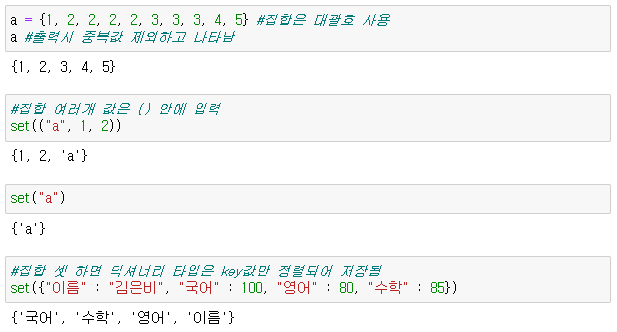 a = {1, 2, 2, 2, 2, 3, 3, 3, 4, 5} #집합은 대괄호 사용
a #출력시 중복값 제외하고 나타남
{1, 2, 3, 4, 5}
#집합 여러개 값은 () 안에 입력
set(("a", 1, 2))
{1, 2, 'a'}
set("a")
{'a'}
#집합 셋 하면 딕셔너리 타입은 key값만 정렬되어 저장됨
set({"이름" : "김은비", "국어" : 100, "영어" : 80, "수학" : 85})
{'국어', '수학', '영어', '이름'}